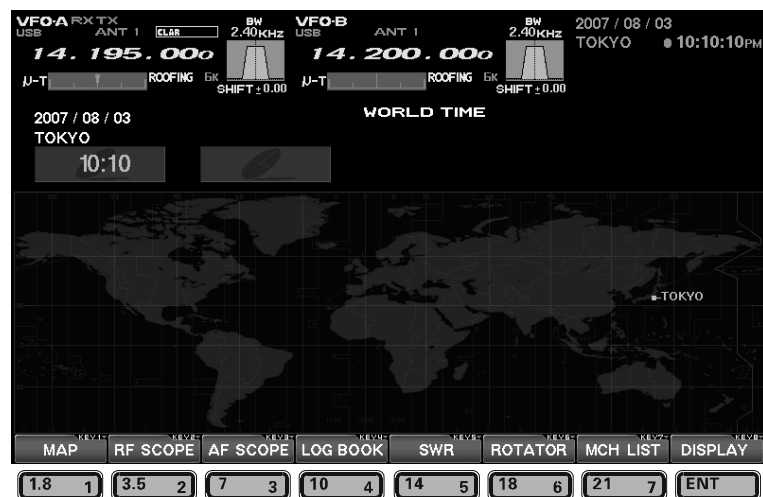 VFO-A RX TX
USB ANT 1 CLAR
BW
2.40KHz
14. 195. 000
μ-T ROOFING 6K
SHIFT±0.00
VFO-B
USB ANT 1
BW
2.40KHz
14. 200. 000
μ-T ROOFING 6K
SHIFT±0.00
2007 / 08 / 03
TOKYO 10:10:10PM
WORLD TIME
2007 / 08 / 03
TOKYO
10:10
TOKYO
KEY1 KEY2 KEY3 KEY4 KEY5 KEY6 KEY7 KEY8
MAP RF SCOPE AF SCOPE LOG BOOK SWR ROTATOR MCH LIST DISPLAY
1.8 1 3.5 2 7 3 10 4 14 5 18 6 21 7 ENT